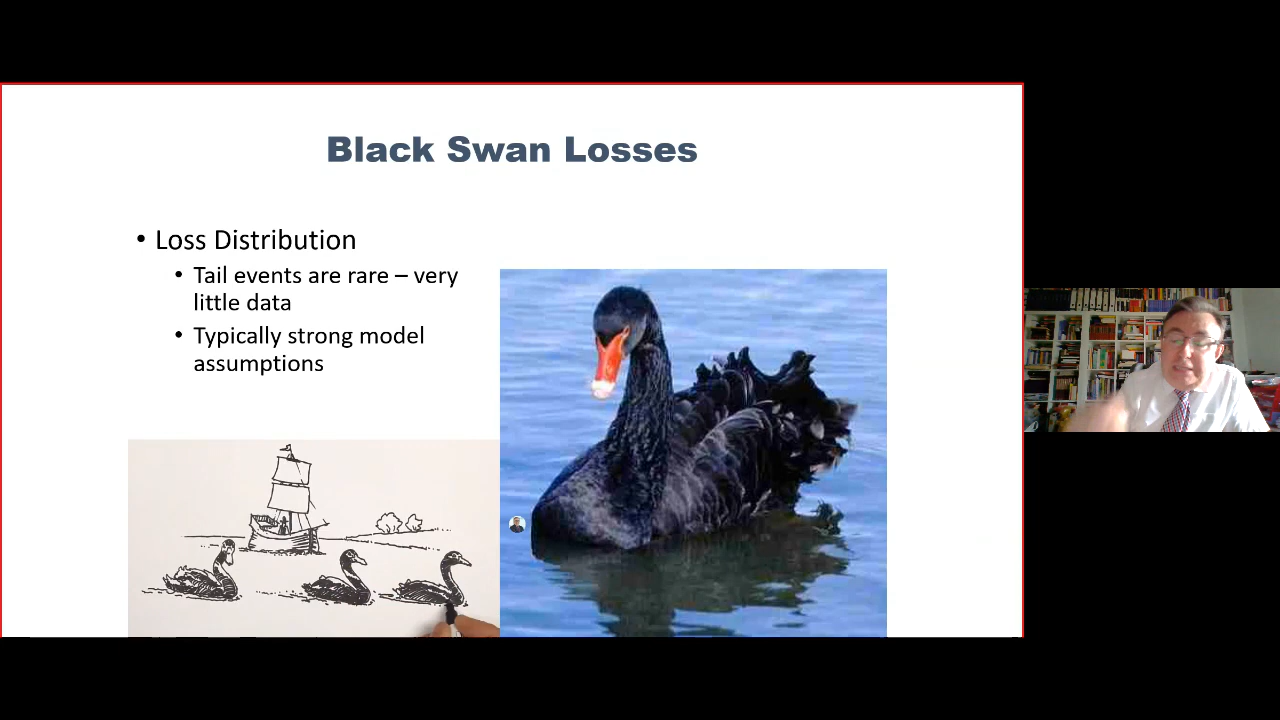 Black Swan Losses
• Loss Distribution
• Tail events are rare – very
little data
• Typically strong model
assumptions